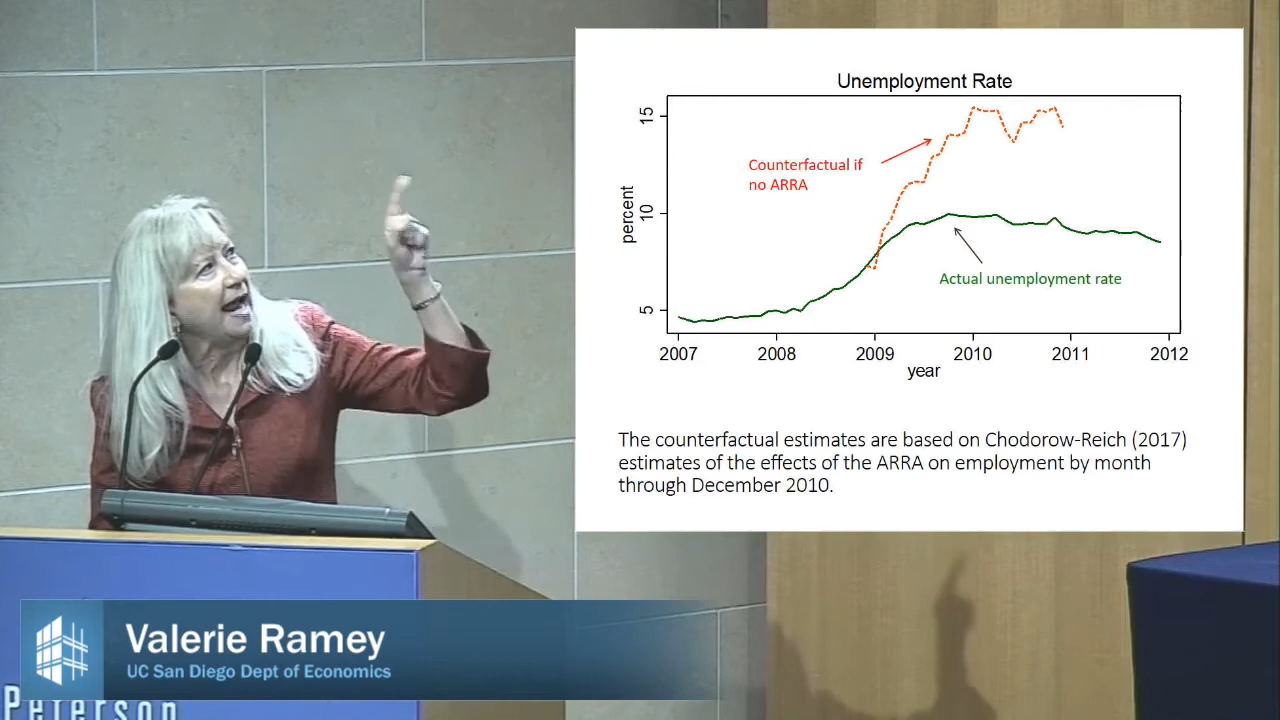 Unemployment Rate
15
10
5
percent
Counterfactual if
no ARRA
Actual unemployment rate
2007 2008 2009 2010 2011 2012
year
The counterfactual estimates are based on Chodorow-Reich (2017)
estimates of the effects of the ARRA on employment by month
through December 2010.
Valerie Ramey
UC San Diego Dept of Economics
Peterson